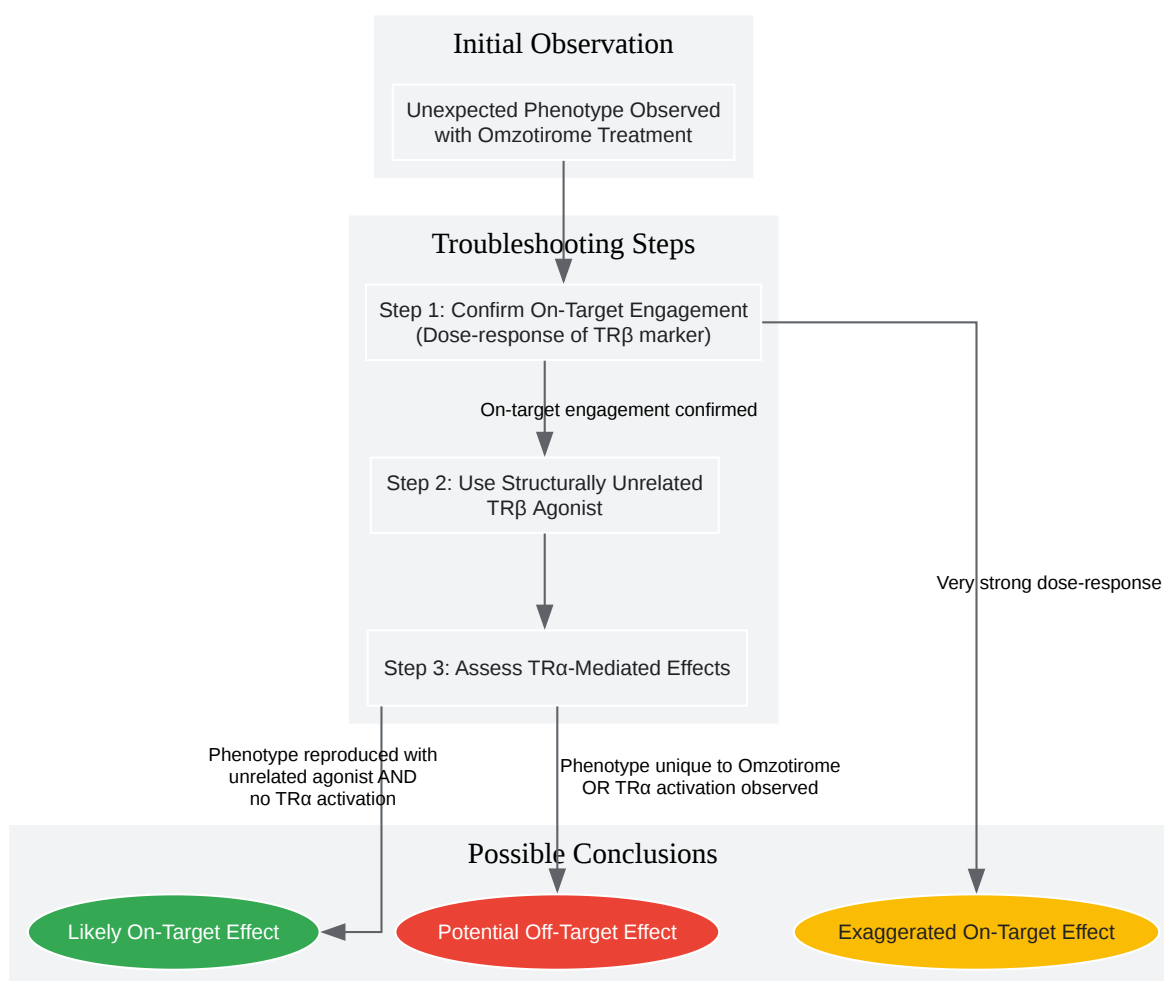 Initial Observation
Unexpected Phenotype Observed
with Omzotirome Treatment
Troubleshooting Steps
Step 1: Confirm On-Target Engagement
(Dose-response of TRβ marker)
On-target engagement confirmed
Step 2: Use Structurally Unrelated
TRβ Agonist
Very strong dose-response
Step 3: Assess TRα-Mediated Effects
Phenotype reproduced with
unrelated agonist AND
no TRα activation
Phenotype unique to Omzotirome
OR TRα activation observed
Possible Conclusions
Likely On-Target Effect
Potential Off-Target Effect
Exaggerated On-Target Effect